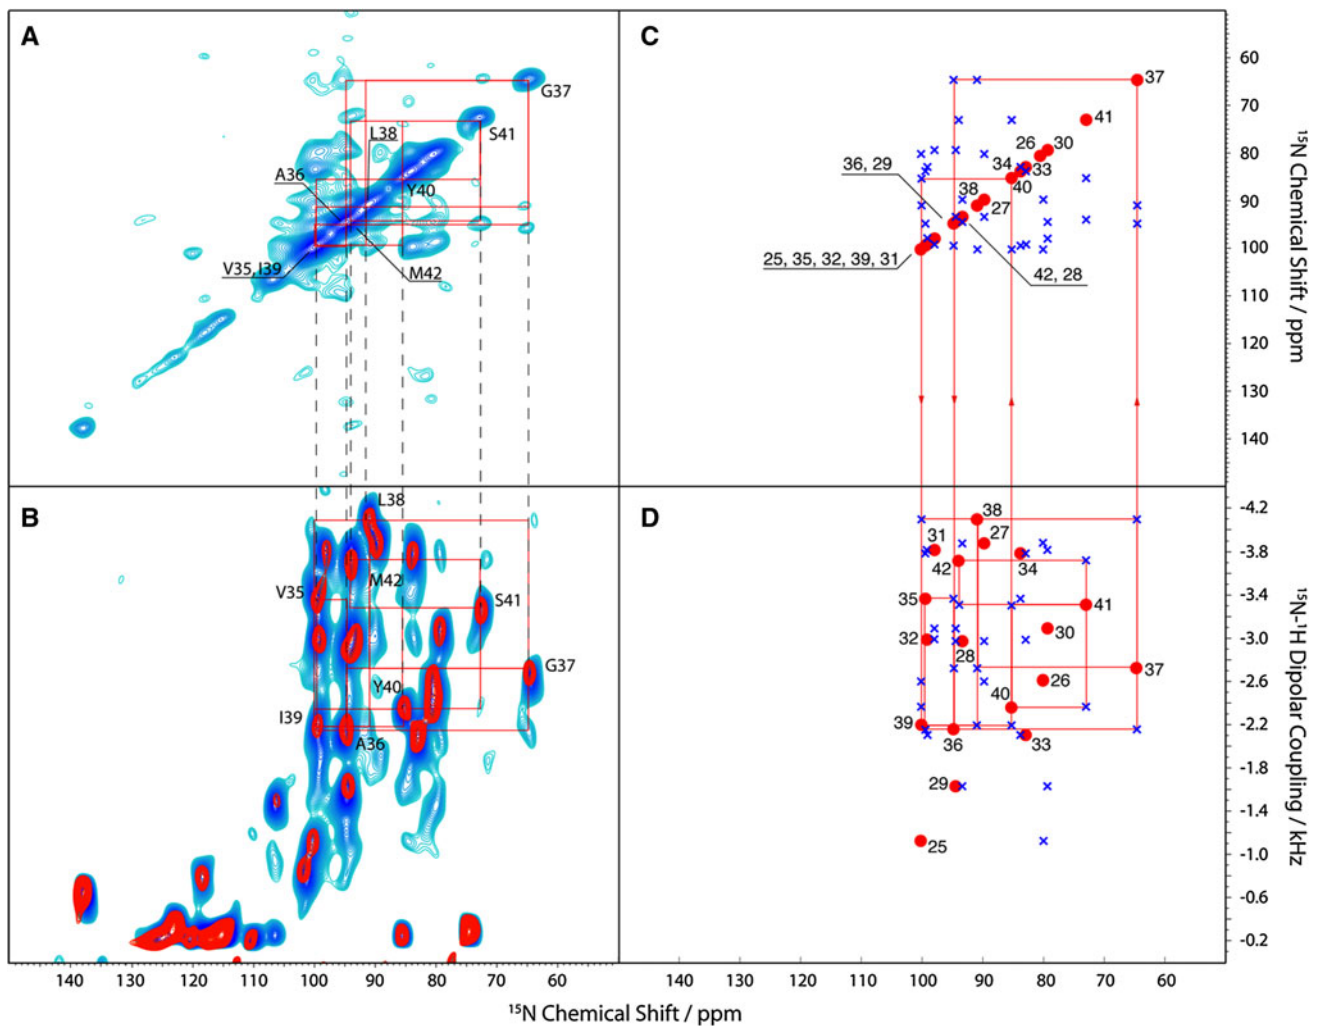 A
C
G37
S41
L38
A36
Y40
V35,I39
M42
37
41
26
30
34
33
36, 29
40
38
27
25, 35, 32, 39, 31
42, 28
60
70
80
90
100
110
120
130
140
¹⁵N Chemical Shift / ppm
B
D
L38
V35
M42
S41
G37
Y40
I39
A36
38
31
27
42
34
35
41
32
30
28
37
26
40
39
36
33
29
25
-4.2
-3.8
-3.4
-3.0
-2.6
-2.2
-1.8
-1.4
-1.0
-0.6
-0.2
¹⁵N-¹H Dipolar Coupling / kHz
140 130 120 110 100 90 80 70 60
140 130 120 110 100 90 80 70 60
¹⁵N Chemical Shift / ppm